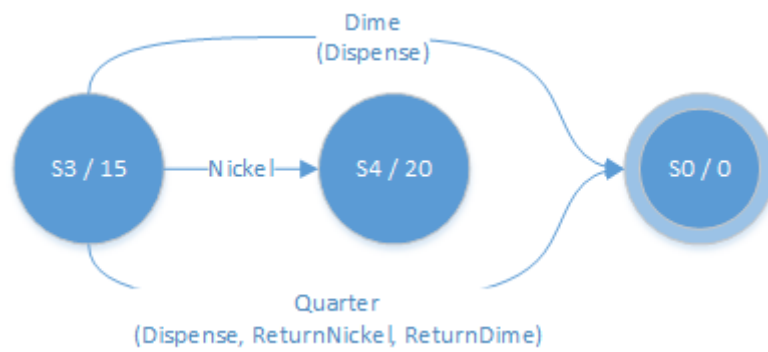 Dime
(Dispense)
S3 / 15
Nickel
S4 / 20
S0 / 0
Quarter
(Dispense, ReturnNickel, ReturnDime)